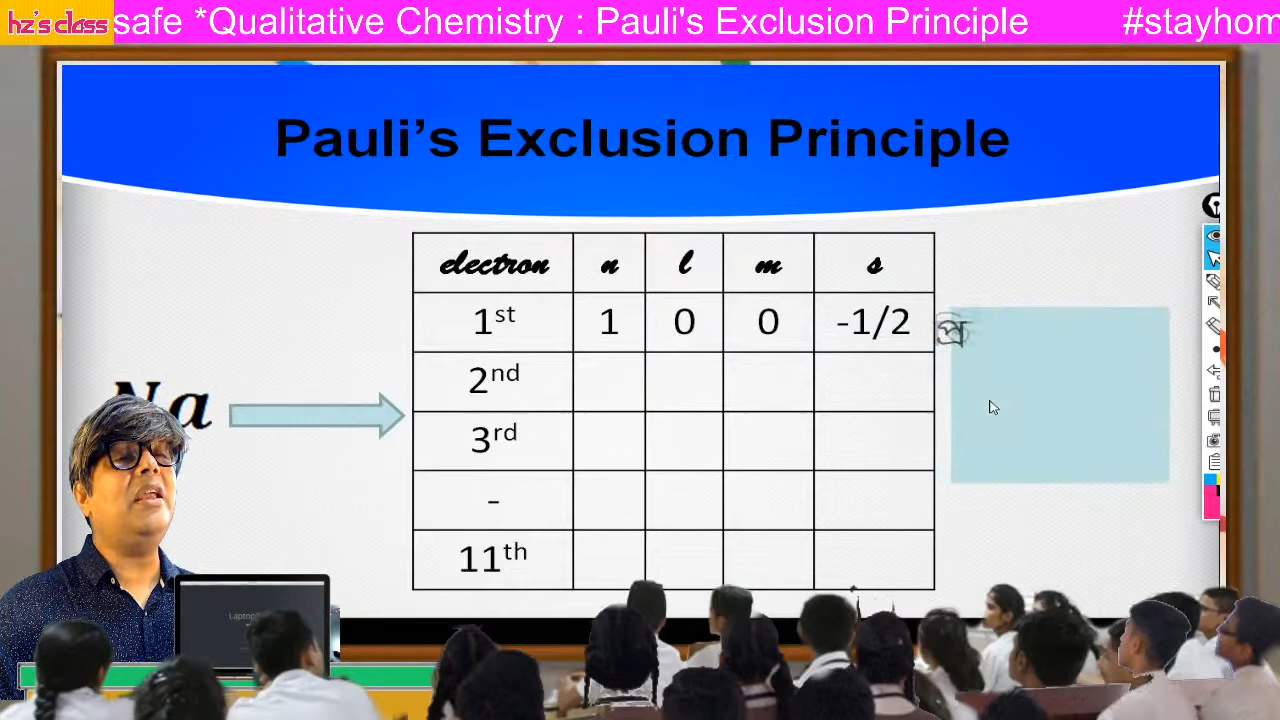 hz's class
safe *Qualitative Chemistry : Pauli's Exclusion Principle #stayhom
Pauli’s Exclusion Principle
electron n l m s
1st 1 0 0 -1/2
2nd
3rd
-
11th
Na
Laptop